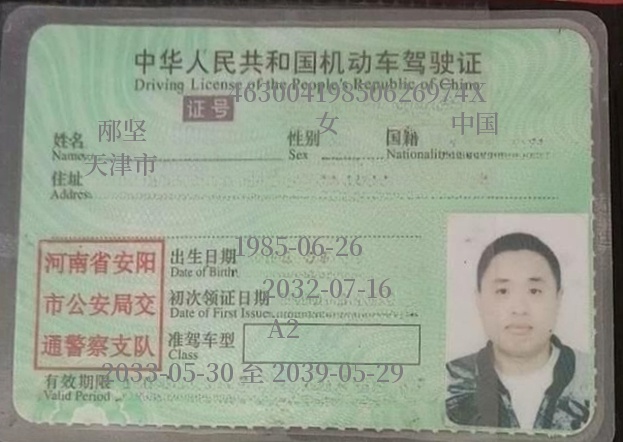 中华人民共和国机动车驾驶证
Driving License of the People's Republic of China
证号 46300419850626974X
姓名 邴坚 性别 女 国籍 中国
Name Sex Nationality
住址 天津市
Address
出生日期 1985-06-26
Date of Birth
初次领证日期 2032-07-16
Date of First Issue
准驾车型 A2
Class
河南省安阳
市公安局交
通警察支队
有效期限 2033-05-30 至 2039-05-29
Valid Period